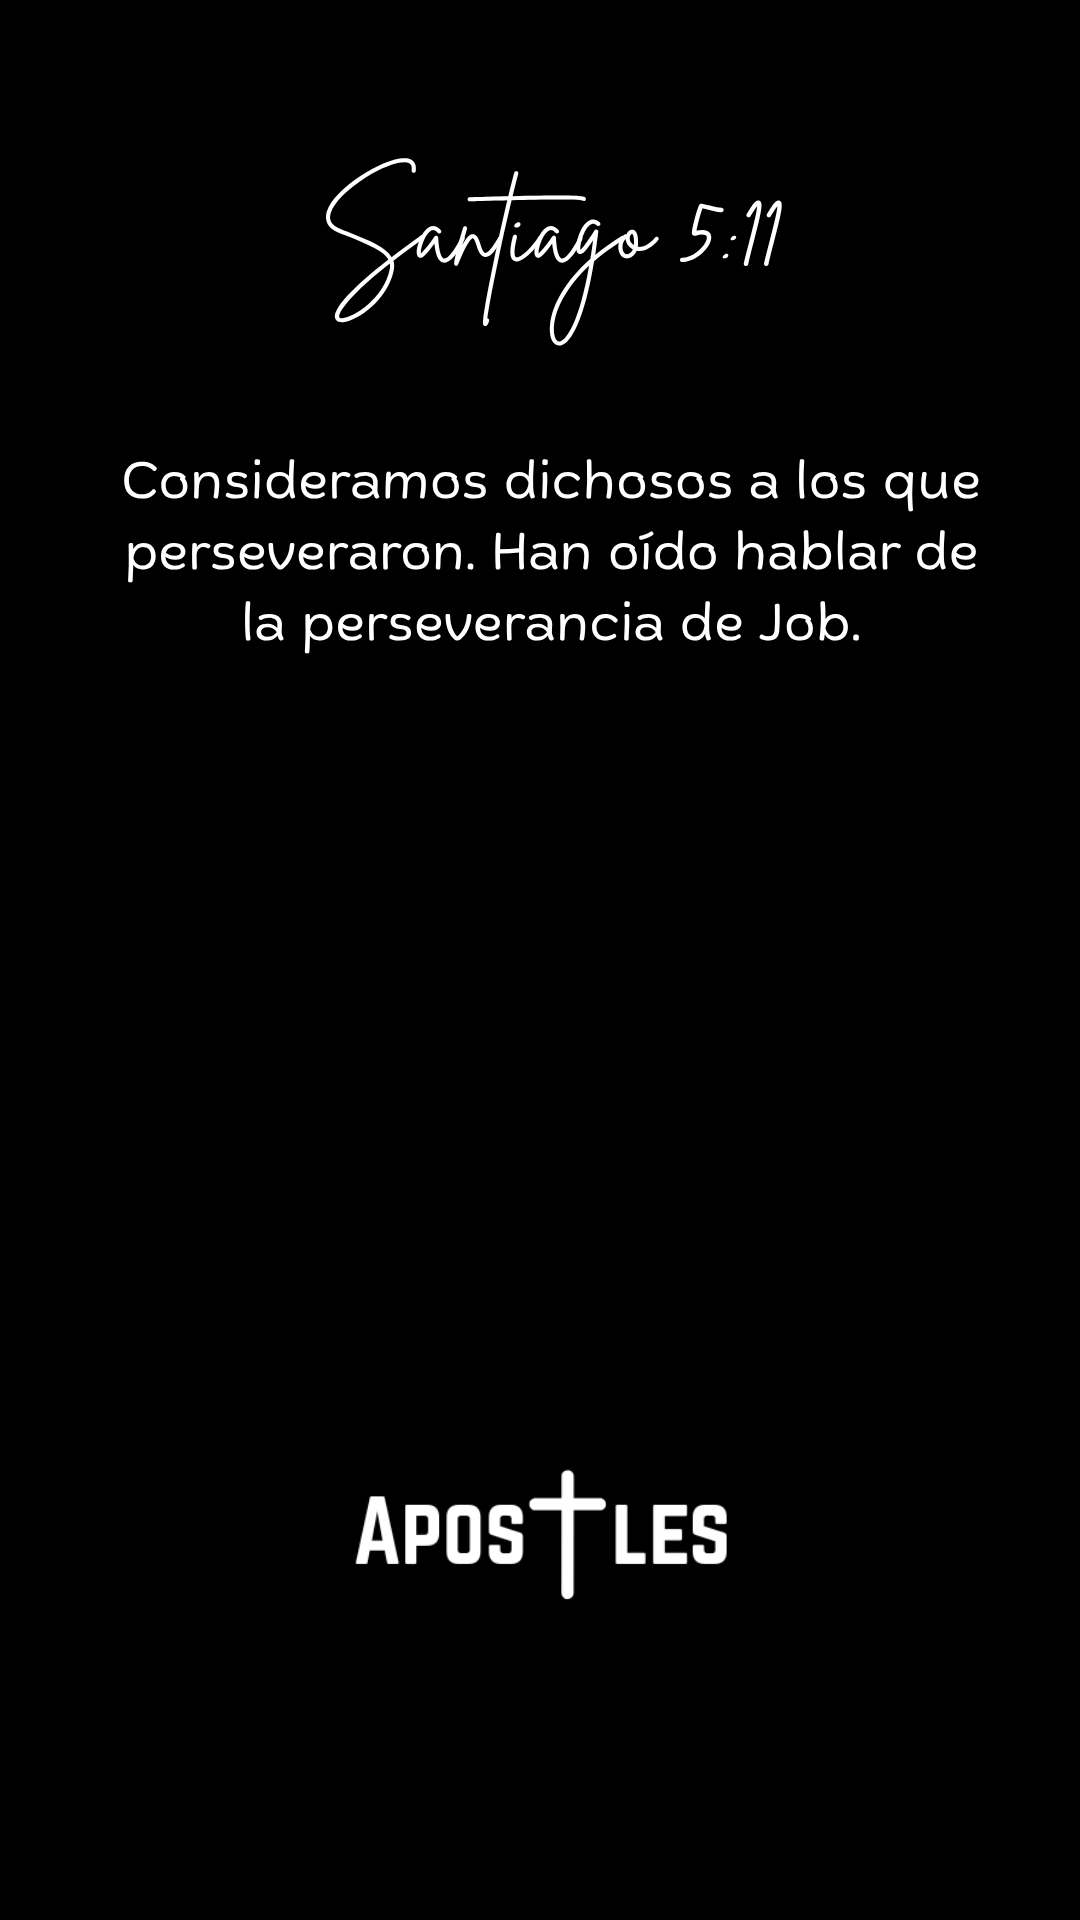 Santiago 5:11
Consideramos dichosos a los que
perseveraron. Han oído hablar de
la perseverancia de Job.
APOSTLES